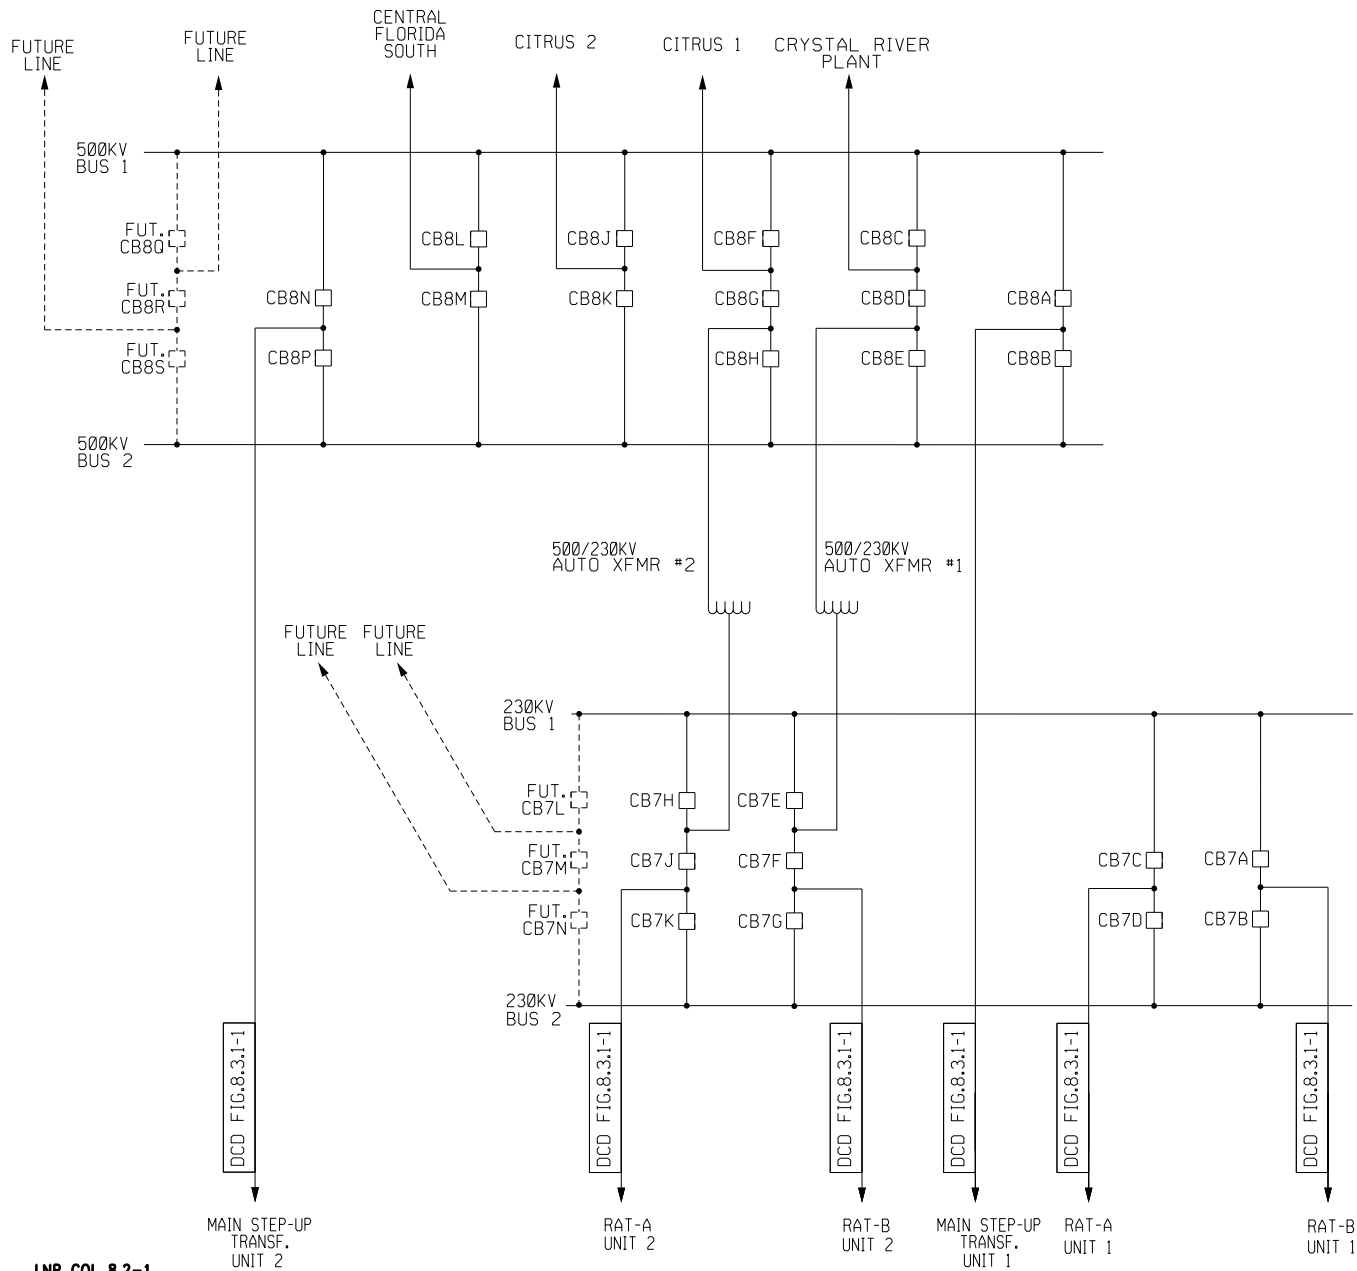 FUTURE
LINE
FUTURE
LINE
CENTRAL
FLORIDA
SOUTH
CITRUS 2
CITRUS 1
CRYSTAL RIVER
PLANT
500KV
BUS 1
FUT.
CB8Q
CB8L
CB8J
CB8F
CB8C
FUT.
CB8R
CB8N
CB8M
CB8K
CB8G
CB8D
CB8A
FUT.
CB8S
CB8P
CB8H
CB8E
CB8B
500KV
BUS 2
500/230KV
AUTO XFMR #2
500/230KV
AUTO XFMR #1
FUTURE
LINE
FUTURE
LINE
230KV
BUS 1
FUT.
CB7L
CB7H
CB7E
FUT.
CB7M
CB7J
CB7F
CB7C
CB7A
FUT.
CB7N
CB7K
CB7G
CB7D
CB7B
230KV
BUS 2
DCD FIG.8.3.1-1
DCD FIG.8.3.1-1
DCD FIG.8.3.1-1
DCD FIG.8.3.1-1
DCD FIG.8.3.1-1
DCD FIG.8.3.1-1
MAIN STEP-UP
TRANSF.
UNIT 2
RAT-A
UNIT 2
RAT-B
UNIT 2
MAIN STEP-UP
TRANSF.
UNIT 1
RAT-A
UNIT 1
RAT-B
UNIT 1
LNP COL 8.2-1